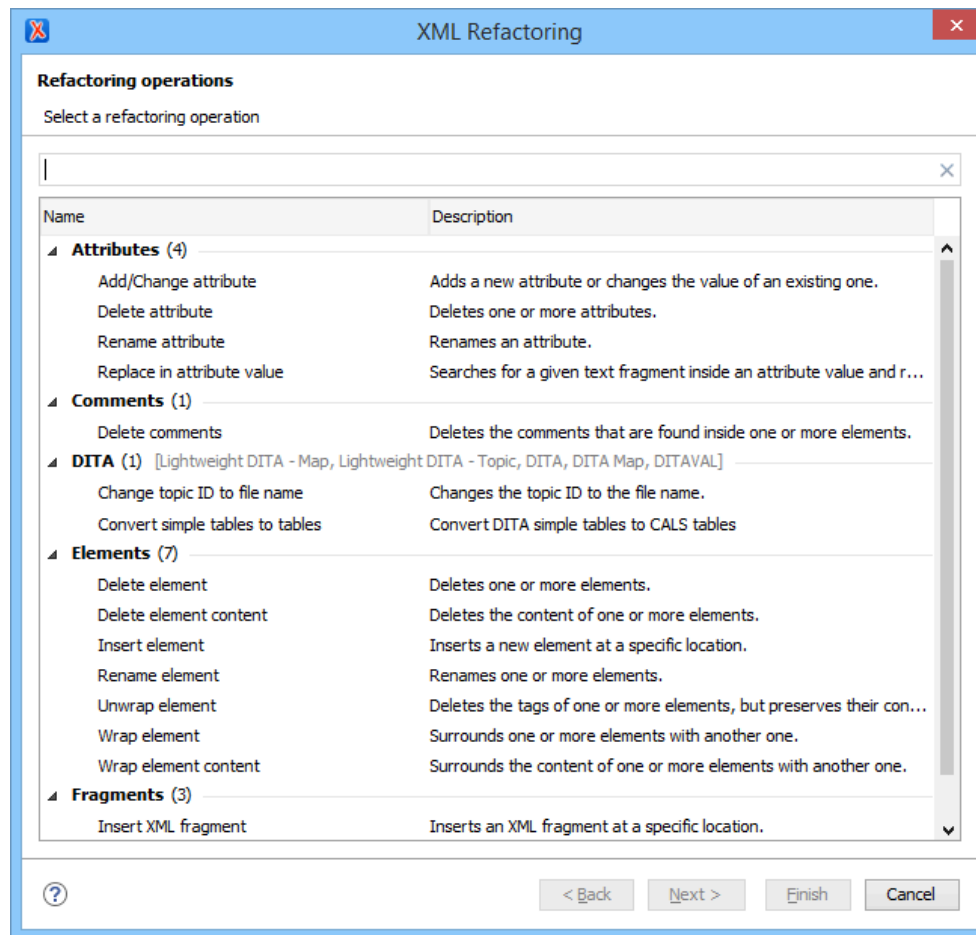 XML Refactoring
Refactoring operations
Select a refactoring operation
Name Description
Attributes (4)
Add/Change attribute Adds a new attribute or changes the value of an existing one.
Delete attribute Deletes one or more attributes.
Rename attribute Renames an attribute.
Replace in attribute value Searches for a given text fragment inside an attribute value and r...
Comments (1)
Delete comments Deletes the comments that are found inside one or more elements.
DITA (1) [Lightweight DITA - Map, Lightweight DITA - Topic, DITA, DITA Map, DITAVAL]
Change topic ID to file name Changes the topic ID to the file name.
Convert simple tables to tables Convert DITA simple tables to CALS tables
Elements (7)
Delete element Deletes one or more elements.
Delete element content Deletes the content of one or more elements.
Insert element Inserts a new element at a specific location.
Rename element Renames one or more elements.
Unwrap element Deletes the tags of one or more elements, but preserves their con...
Wrap element Surrounds one or more elements with another one.
Wrap element content Surrounds the content of one or more elements with another one.
Fragments (3)
Insert XML fragment Inserts an XML fragment at a specific location.
? < Back Next > Finish Cancel